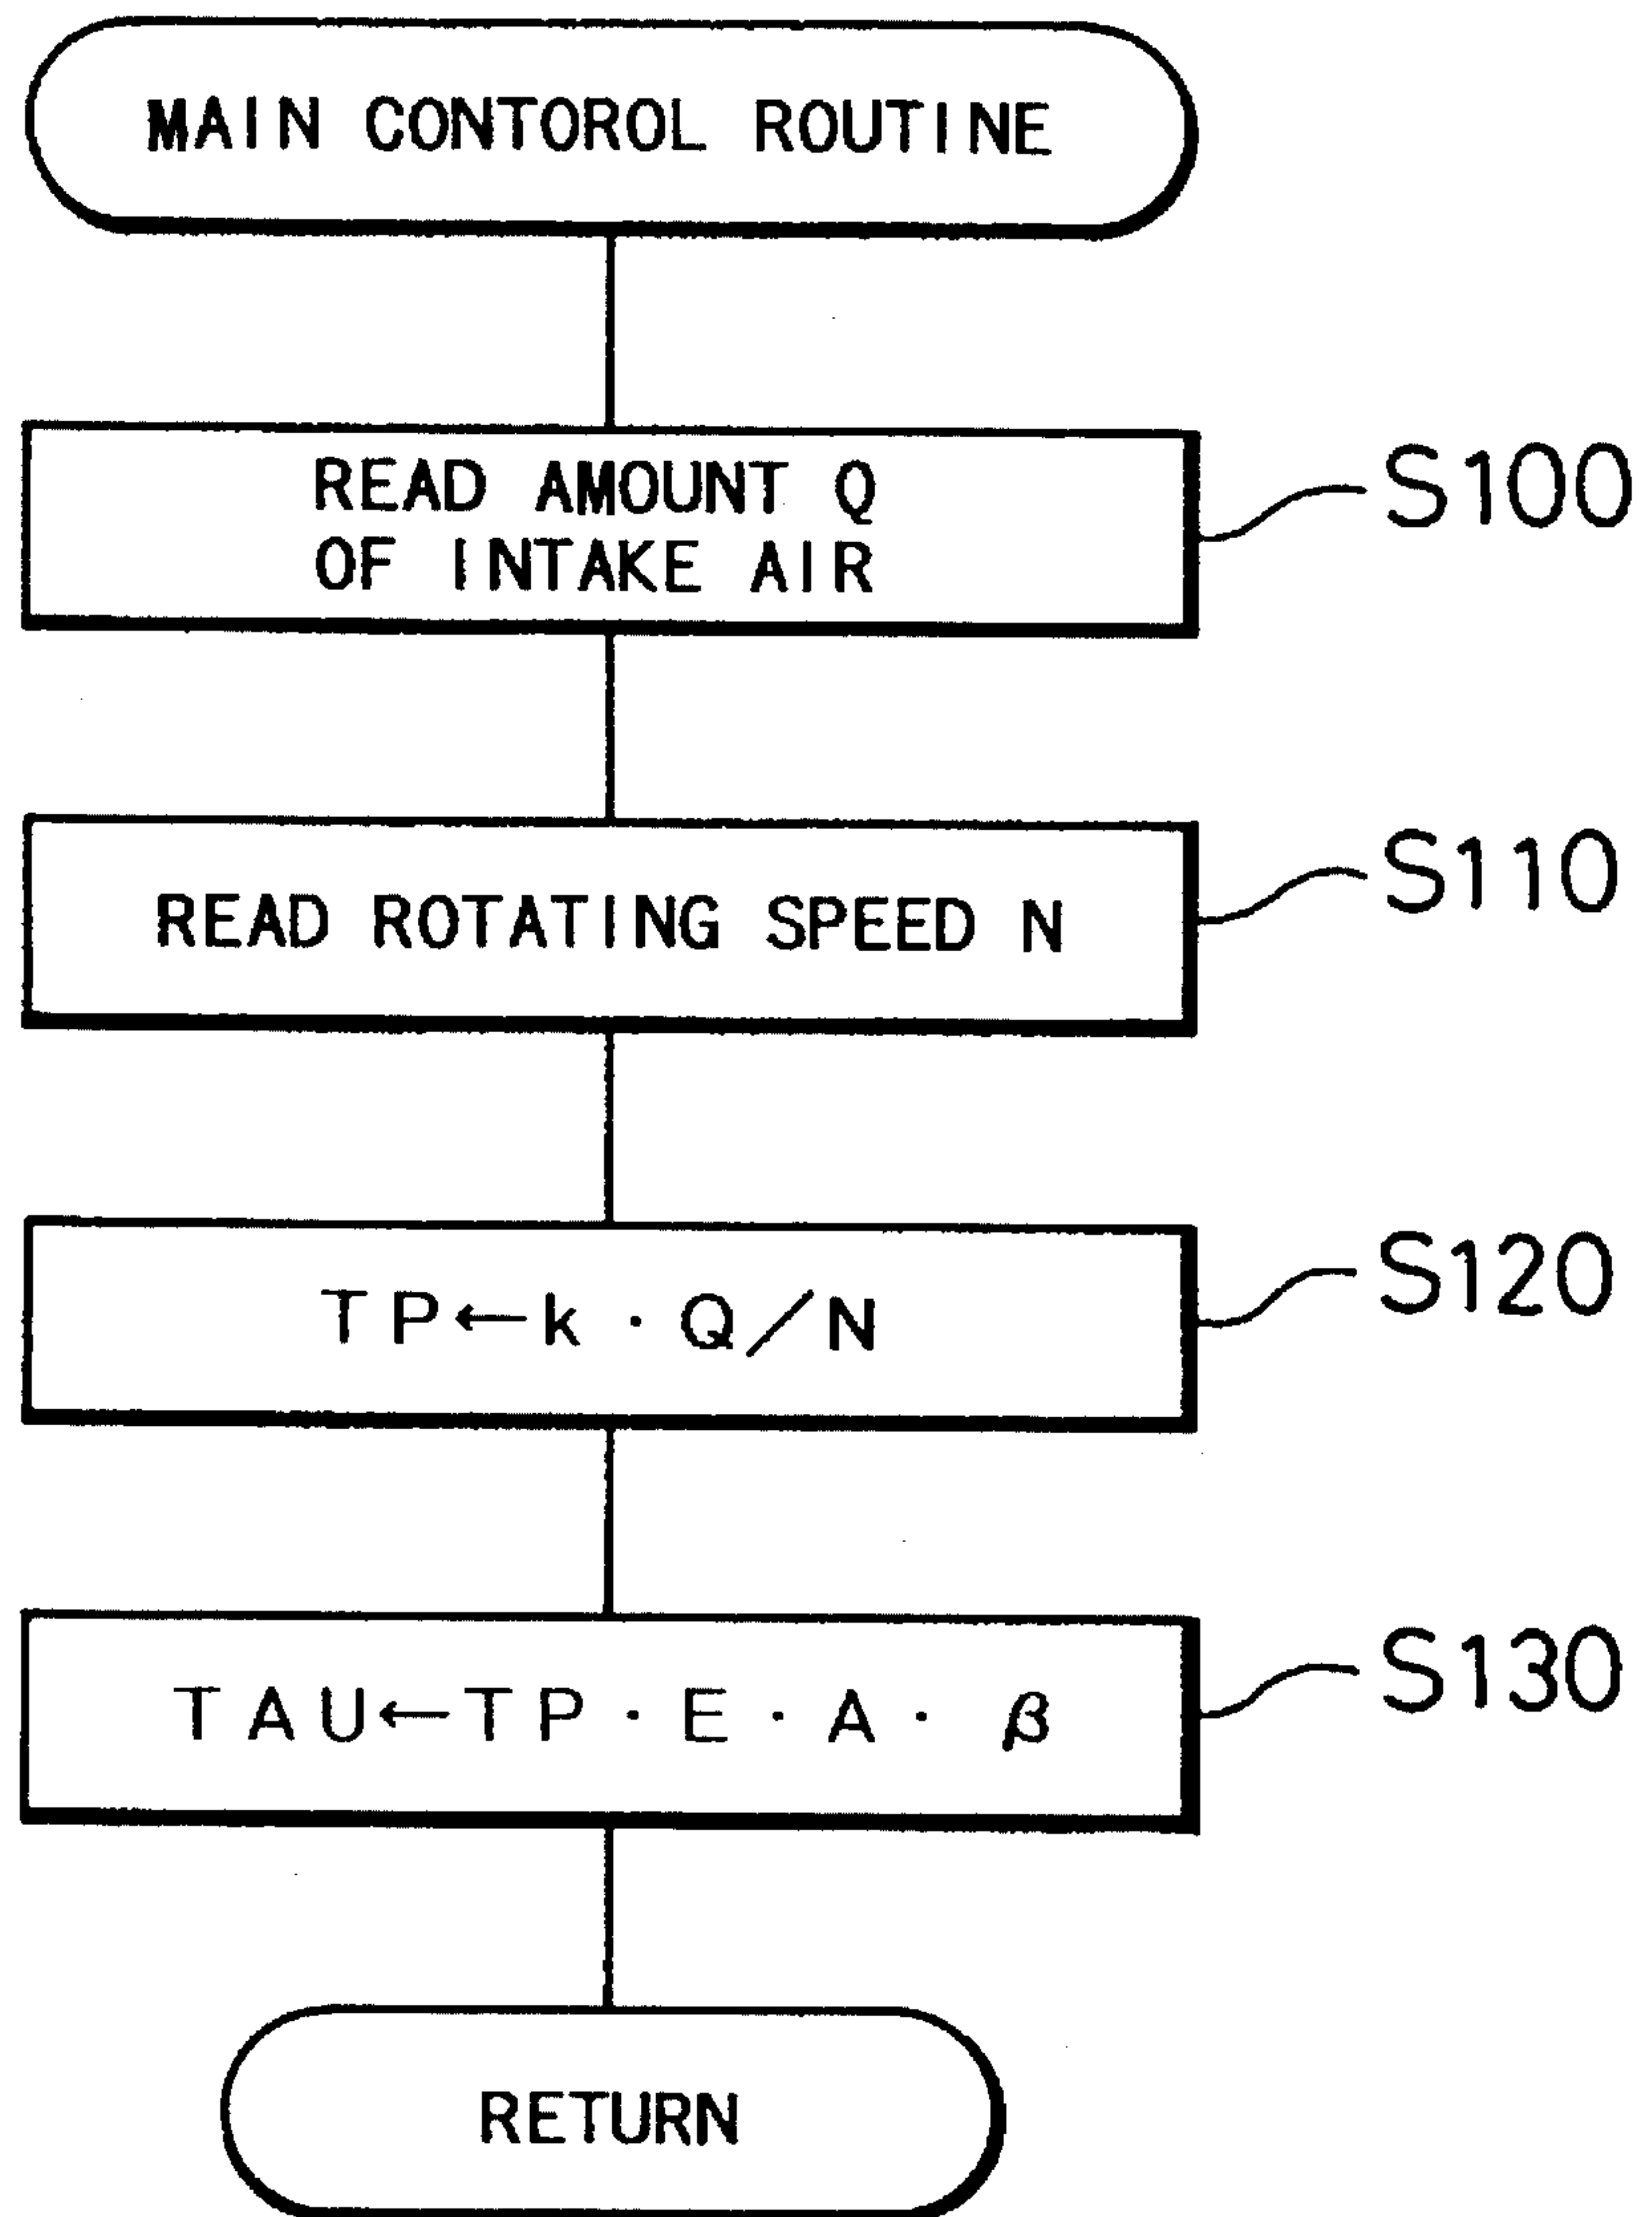 MAIN CONTOROL ROUTINE
READ AMOUNT Q
OF INTAKE AIR
S100
READ ROTATING SPEED N
S110
TP←k·Q/N
S120
TAU←TP·E·A·β
S130
RETURN